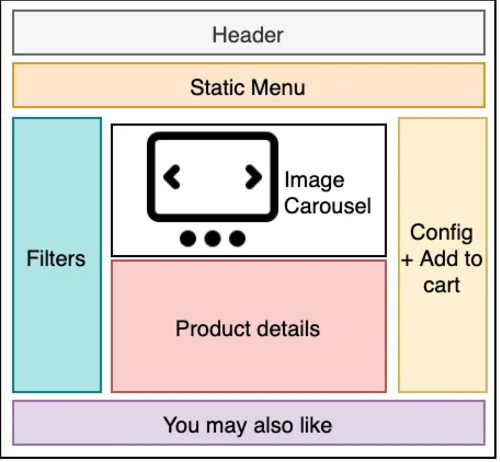 Header
Static Menu
Filters
Image
Carousel
Product details
Config
+ Add to
cart
You may also like